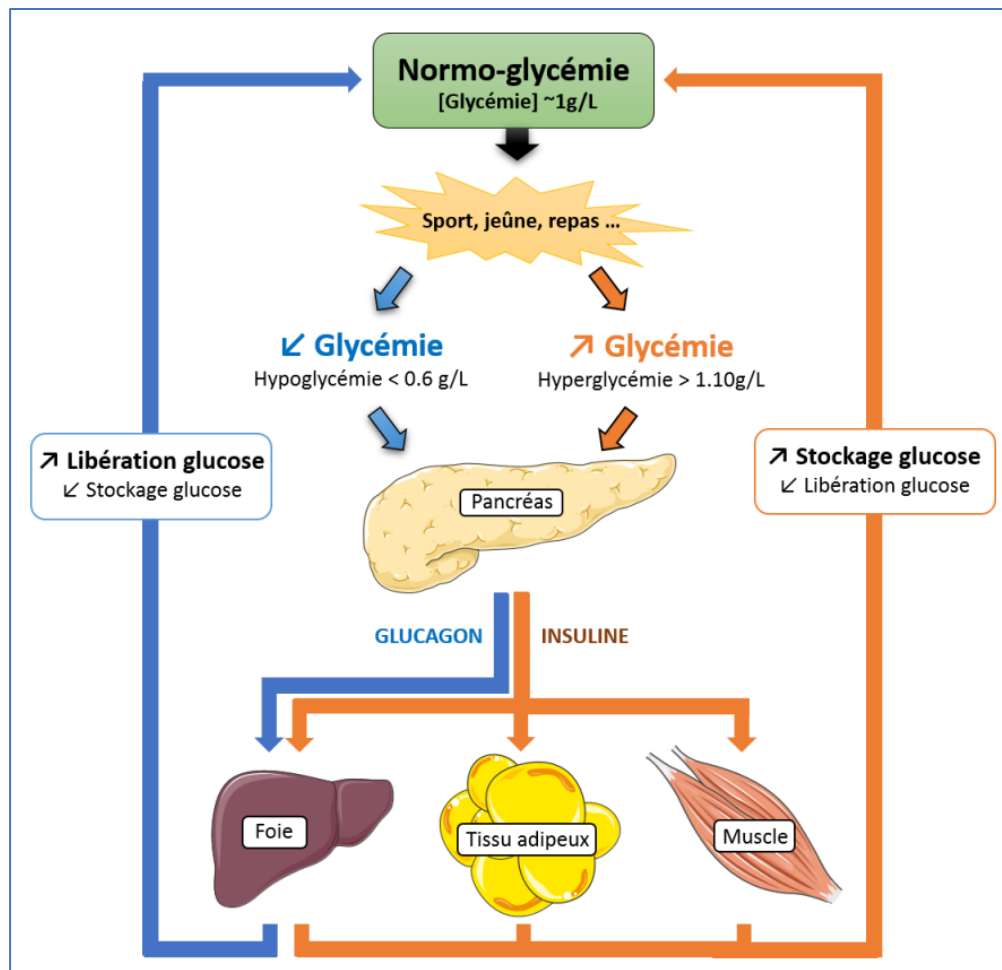 Normo-glycémie
[Glycémie] ~1g/L
Sport, jeûne, repas ...
↙ Glycémie
Hypoglycémie < 0.6 g/L
↗ Glycémie
Hyperglycémie > 1.10g/L
↗ Libération glucose
↙ Stockage glucose
↗ Stockage glucose
↙ Libération glucose
Pancréas
GLUCAGON
INSULINE
Foie
Tissu adipeux
Muscle